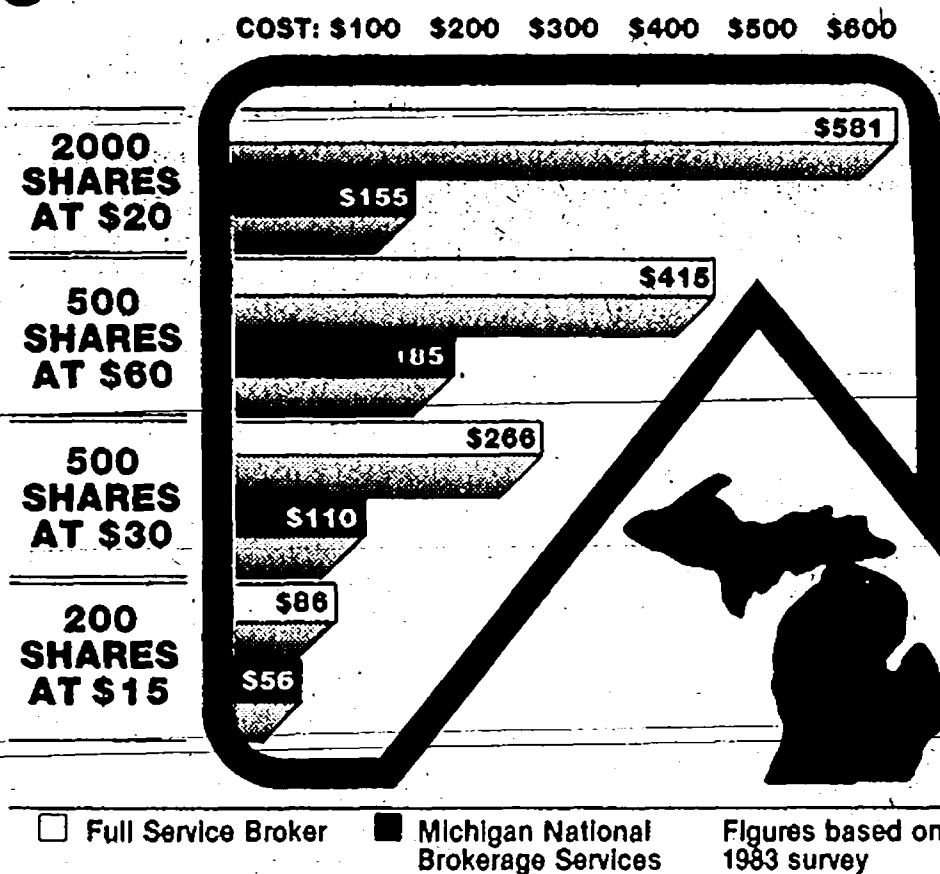 COST: $100 $200 $300 $400 $500 $600
2000
SHARES
AT $20
$581
$155
500
SHARES
AT $60
$415
185
500
SHARES
AT $30
$266
$110
200
SHARES
AT $15
$86
$56
Full Service Broker
Michigan National
Brokerage Services
Figures based on
1983 survey